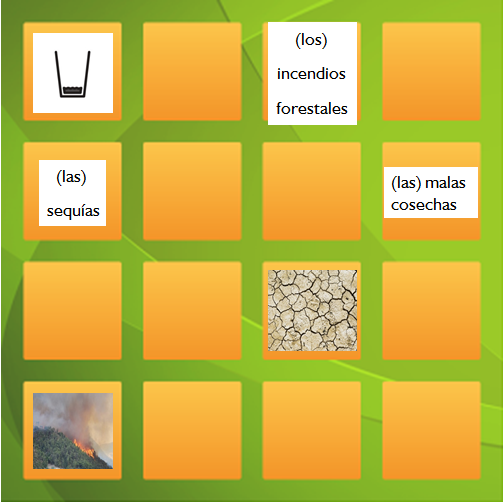 (los)
incendios
forestales
(las)
sequías
(las) malas
cosechas